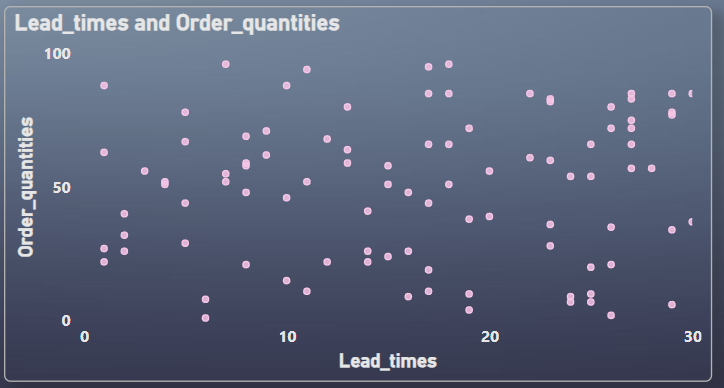 Lead_times and Order_quantities
100
50
0
Order_quantities
0 10 20 30
Lead_times